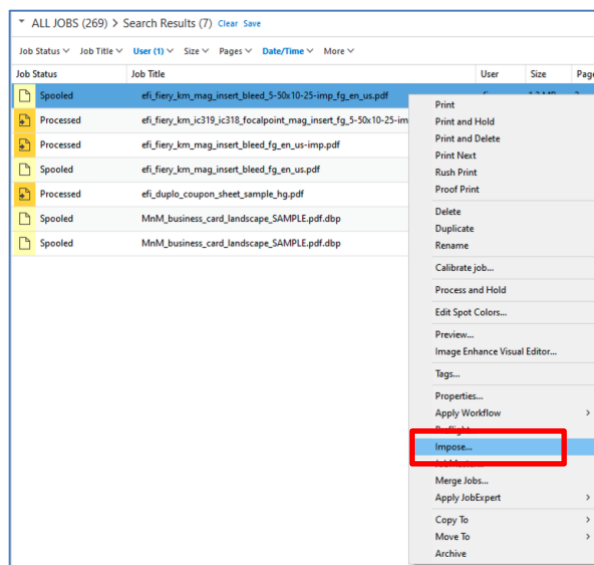 ALL JOBS (269) > Search Results (7) Clear Save
Job Status Job Title User (1) Size Pages Date/Time More
Job Status Job Title User Size Page
Spooled efi_fiery_km_mag_insert_bleed_5-50x10-25-imp_fg_en_us.pdf
Processed efi_fiery_km_ic319_ic318_focalpoint_mag_insert_fg_5-50x10-25-im
Processed efi_fiery_km_mag_insert_bleed_fg_en_us-imp.pdf
Spooled efi_fiery_km_mag_insert_bleed_fg_en_us.pdf
Processed efi_duplo_coupon_sheet_sample_hg.pdf
Spooled MnM_business_card_landscape_SAMPLE.pdf.dbp
Spooled MnM_business_card_landscape_SAMPLE.pdf.dbp
Print
Print and Hold
Print and Delete
Print Next
Rush Print
Proof Print
Delete
Duplicate
Rename
Calibrate job...
Process and Hold
Edit Spot Colors...
Preview...
Image Enhance Visual Editor...
Tags...
Properties...
Apply Workflow
Impose...
Merge Jobs...
Apply JobExpert
Copy To
Move To
Archive